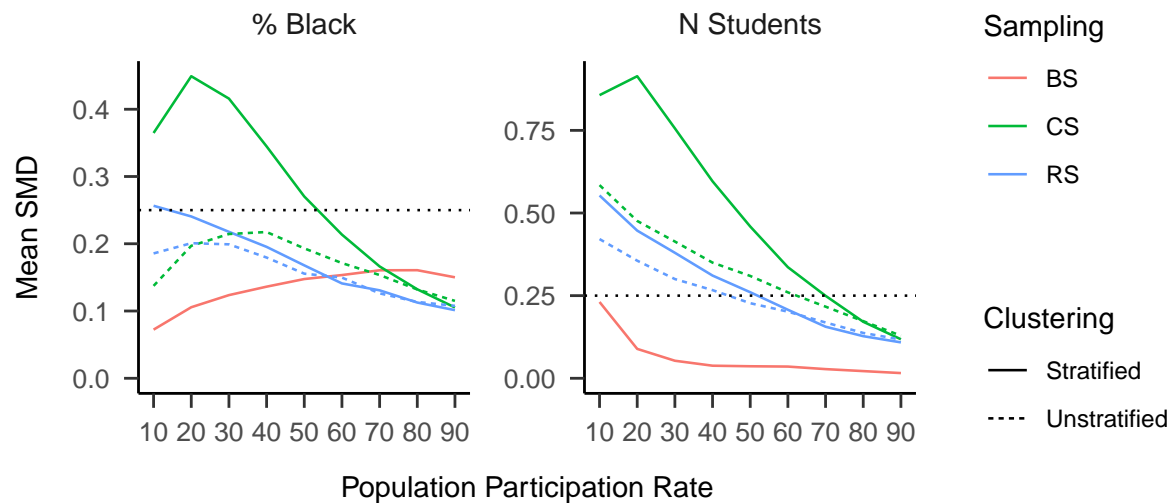 % Black
N Students
Mean SMD
0.4
0.3
0.2
0.1
0.0
10 20 30 40 50 60 70 80 90
0.75
0.50
0.25
0.00
10 20 30 40 50 60 70 80 90
Population Participation Rate
Sampling
BS
CS
RS
Clustering
Stratified
Unstratified